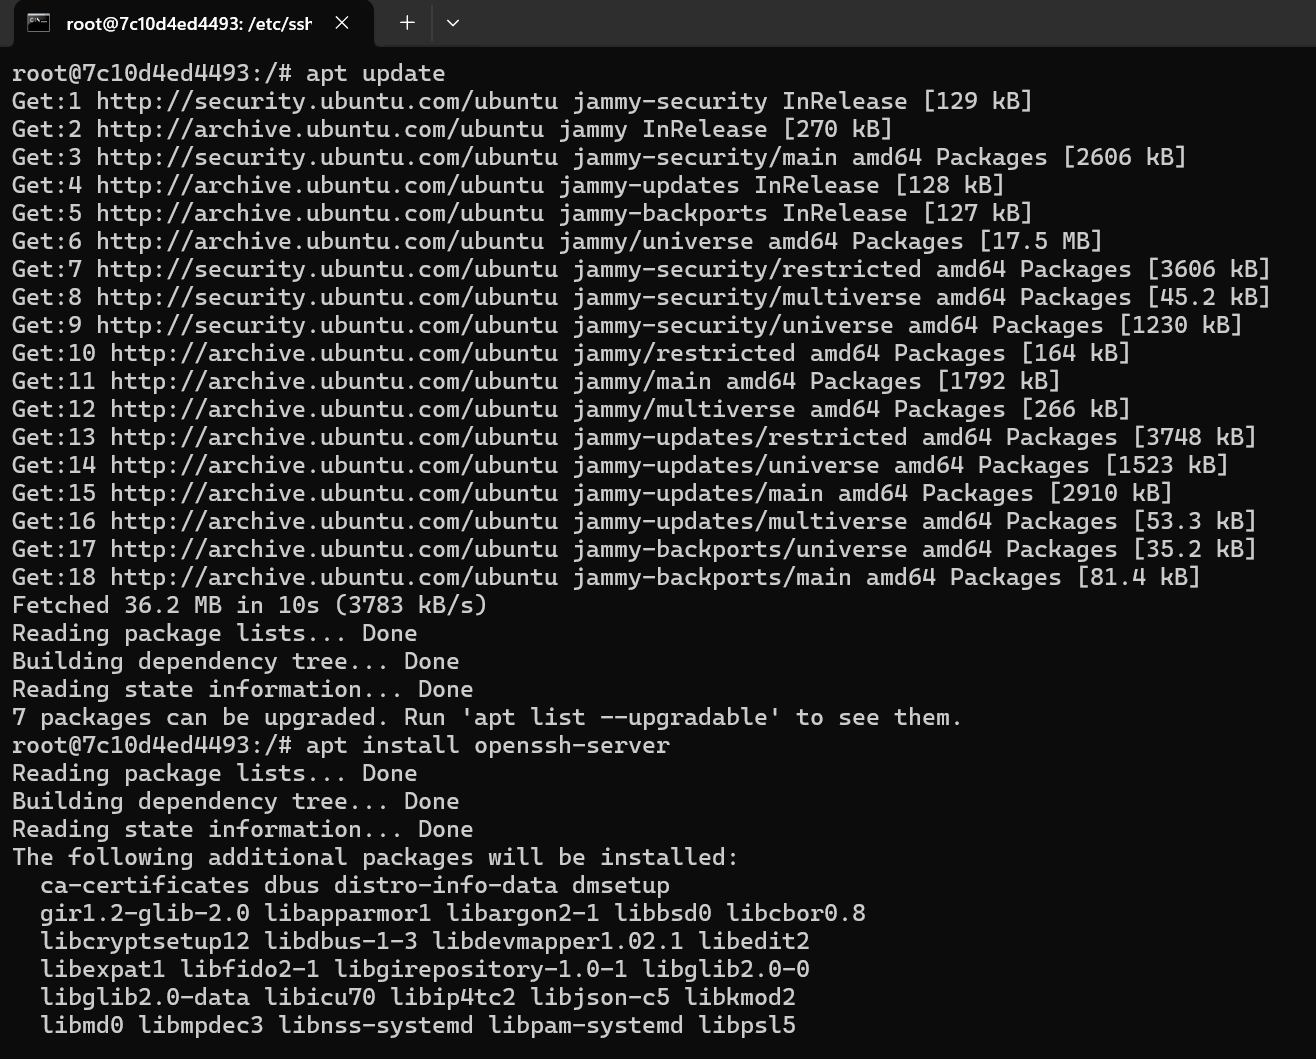 root@7c10d4ed4493: /etc/ssh
root@7c10d4ed4493:/# apt update
Get:1 http://security.ubuntu.com/ubuntu jammy-security InRelease [129 kB]
Get:2 http://archive.ubuntu.com/ubuntu jammy InRelease [270 kB]
Get:3 http://security.ubuntu.com/ubuntu jammy-security/main amd64 Packages [2606 kB]
Get:4 http://archive.ubuntu.com/ubuntu jammy-updates InRelease [128 kB]
Get:5 http://archive.ubuntu.com/ubuntu jammy-backports InRelease [127 kB]
Get:6 http://archive.ubuntu.com/ubuntu jammy/universe amd64 Packages [17.5 MB]
Get:7 http://security.ubuntu.com/ubuntu jammy-security/restricted amd64 Packages [3606 kB]
Get:8 http://security.ubuntu.com/ubuntu jammy-security/multiverse amd64 Packages [45.2 kB]
Get:9 http://security.ubuntu.com/ubuntu jammy-security/universe amd64 Packages [1230 kB]
Get:10 http://archive.ubuntu.com/ubuntu jammy/restricted amd64 Packages [164 kB]
Get:11 http://archive.ubuntu.com/ubuntu jammy/main amd64 Packages [1792 kB]
Get:12 http://archive.ubuntu.com/ubuntu jammy/multiverse amd64 Packages [266 kB]
Get:13 http://archive.ubuntu.com/ubuntu jammy-updates/restricted amd64 Packages [3748 kB]
Get:14 http://archive.ubuntu.com/ubuntu jammy-updates/universe amd64 Packages [1523 kB]
Get:15 http://archive.ubuntu.com/ubuntu jammy-updates/main amd64 Packages [2910 kB]
Get:16 http://archive.ubuntu.com/ubuntu jammy-updates/multiverse amd64 Packages [53.3 kB]
Get:17 http://archive.ubuntu.com/ubuntu jammy-backports/universe amd64 Packages [35.2 kB]
Get:18 http://archive.ubuntu.com/ubuntu jammy-backports/main amd64 Packages [81.4 kB]
Fetched 36.2 MB in 10s (3783 kB/s)
Reading package lists... Done
Building dependency tree... Done
Reading state information... Done
7 packages can be upgraded. Run 'apt list --upgradable' to see them.
root@7c10d4ed4493:/# apt install openssh-server
Reading package lists... Done
Building dependency tree... Done
Reading state information... Done
The following additional packages will be installed:
ca-certificates dbus distro-info-data dmsetup
gir1.2-glib-2.0 libapparmor1 libargon2-1 libbsd0 libcbor0.8
libcryptsetup12 libdbus-1-3 libdevmapper1.02.1 libedit2
libexpat1 libfido2-1 libgirepository-1.0-1 libglib2.0-0
libglib2.0-data libicu70 libip4tc2 libjson-c5 libkmod2
libmd0 libmpdec3 libnss-systemd libpam-systemd libpsl5